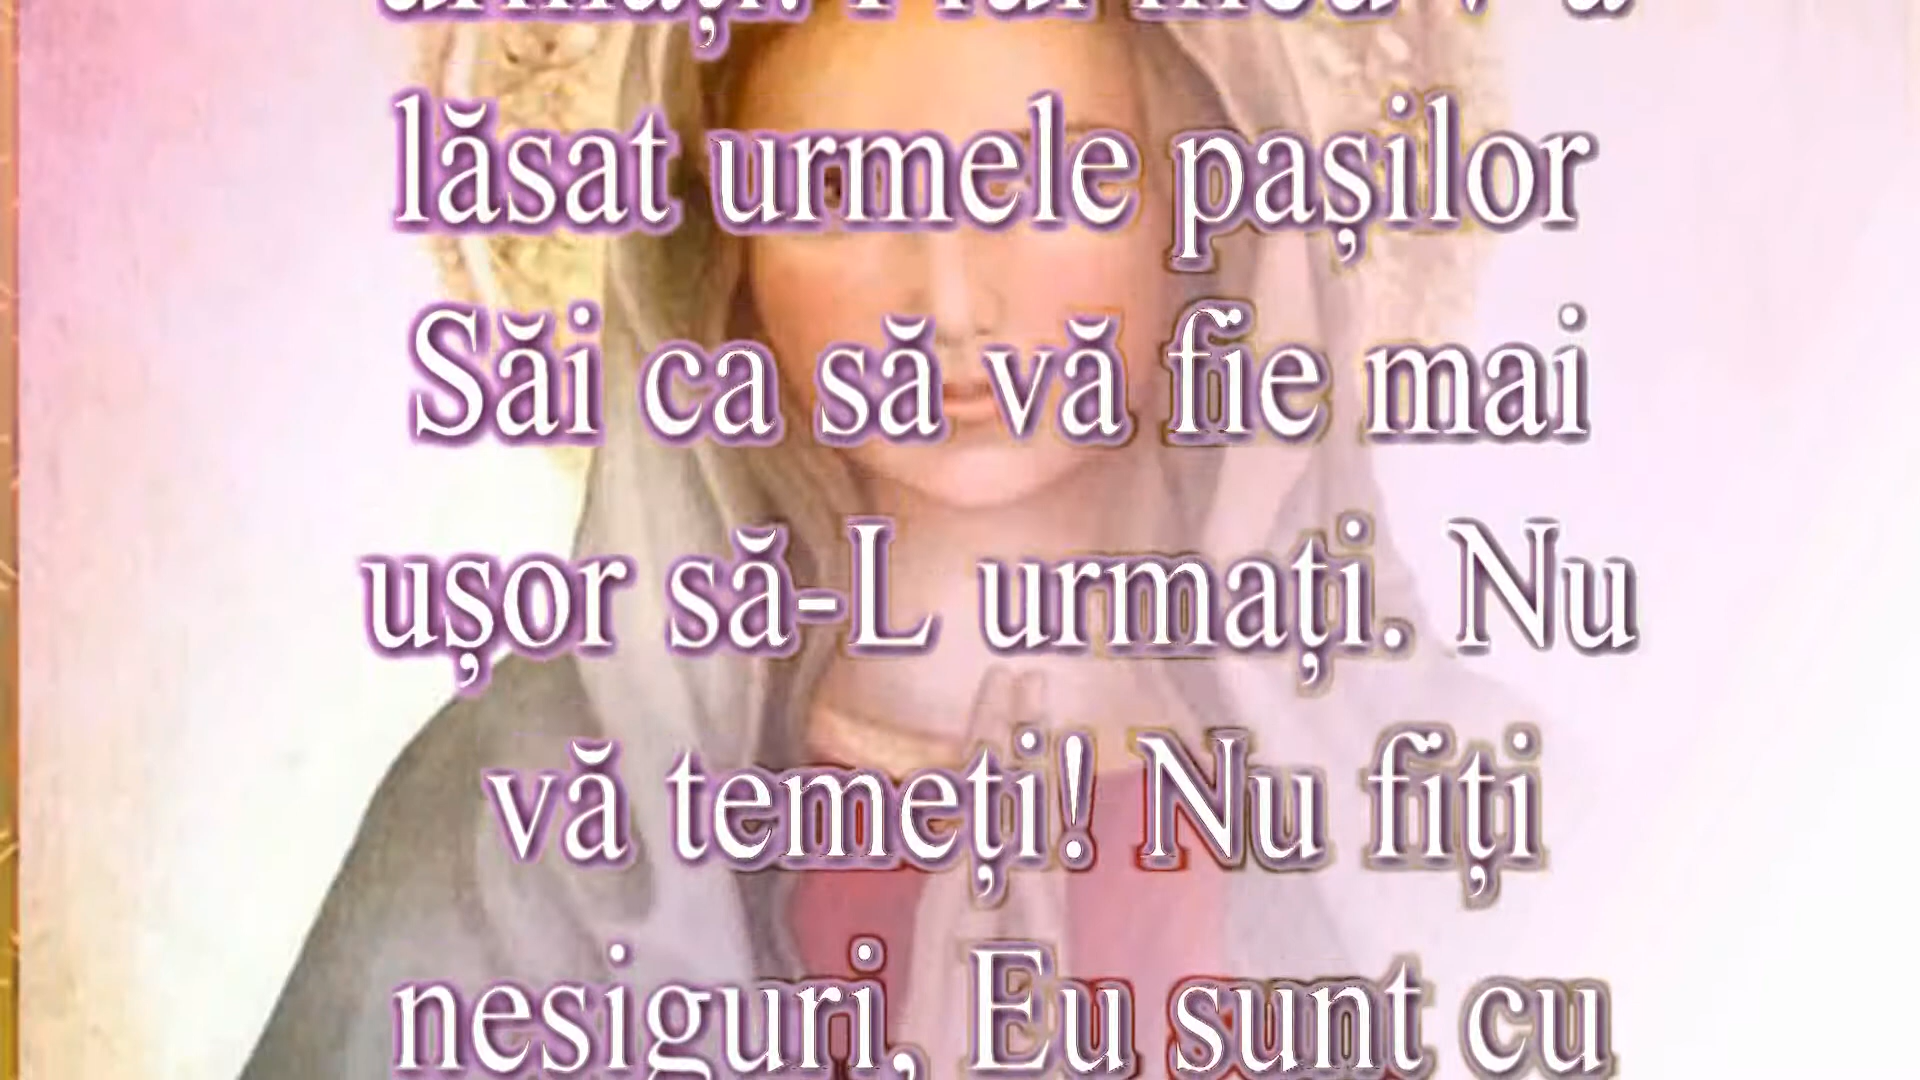 lăsat urmele pașilor
Săi ca să vă fie mai
ușor să-L urmați. Nu
vă temeți! Nu fiți
nesiguri, Eu sunt cu